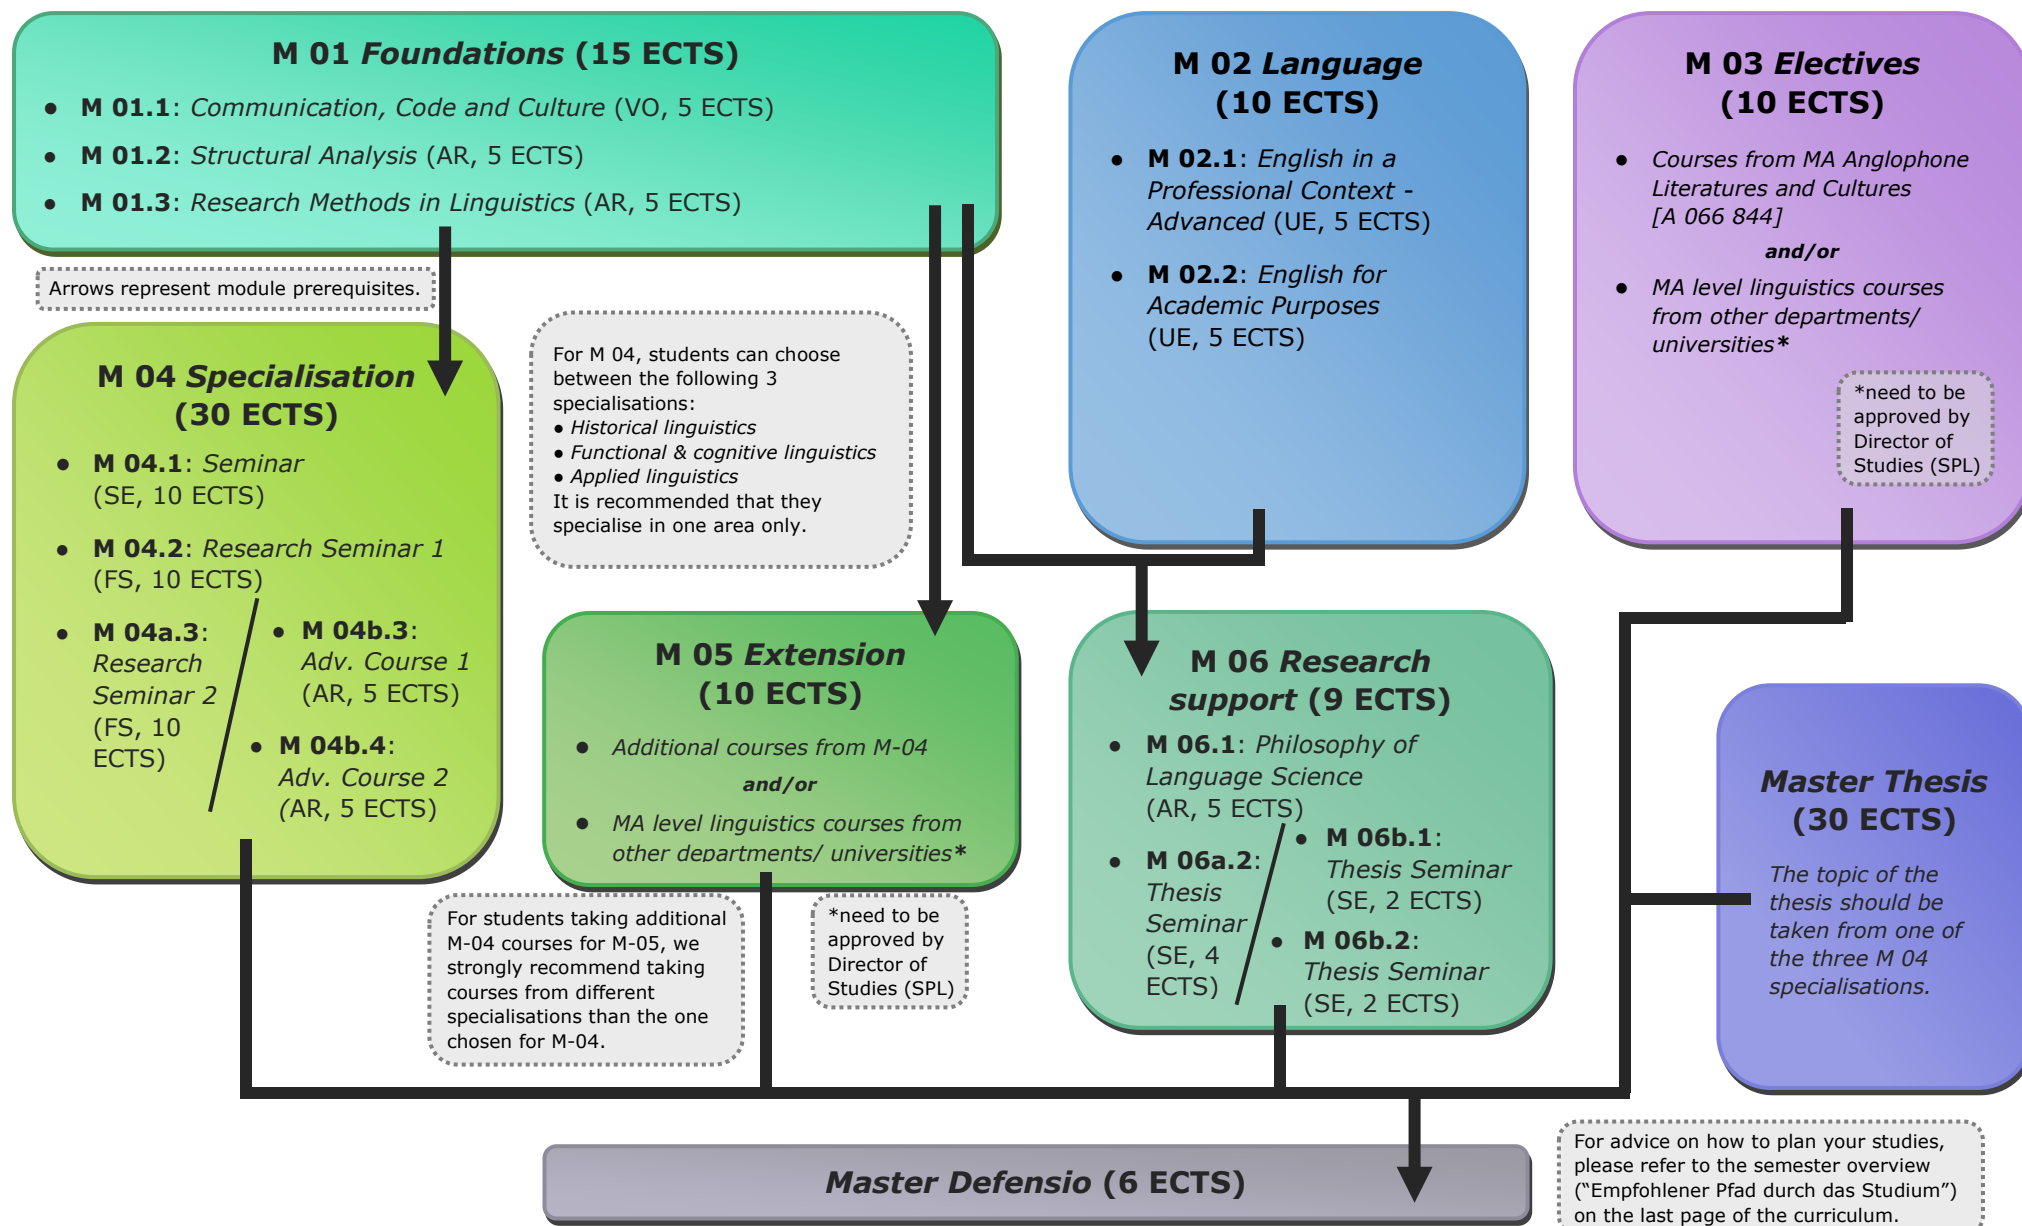 M 01 Foundations (15 ECTS)
● M 01.1: Communication, Code and Culture (VO, 5 ECTS)
● M 01.2: Structural Analysis (AR, 5 ECTS)
● M 01.3: Research Methods in Linguistics (AR, 5 ECTS)
M 02 Language
(10 ECTS)
● M 02.1: English in a
Professional Context -
Advanced (UE, 5 ECTS)
● M 02.2: English for
Academic Purposes
(UE, 5 ECTS)
M 03 Electives
(10 ECTS)
● Courses from MA Anglophone
Literatures and Cultures
[A 066 844]
and/or
● MA level linguistics courses
from other departments/
universities*
*need to be
approved by
Director of
Studies (SPL)
Arrows represent module prerequisites.
M 04 Specialisation
(30 ECTS)
● M 04.1: Seminar
(SE, 10 ECTS)
● M 04.2: Research Seminar 1
(FS, 10 ECTS)
● M 04a.3:
Research
Seminar 2
(FS, 10
ECTS)
● M 04b.3:
Adv. Course 1
(AR, 5 ECTS)
● M 04b.4:
Adv. Course 2
(AR, 5 ECTS)
For M 04, students can choose
between the following 3
specialisations:
● Historical linguistics
● Functional & cognitive linguistics
● Applied linguistics
It is recommended that they
specialise in one area only.
M 05 Extension
(10 ECTS)
● Additional courses from M-04
and/or
● MA level linguistics courses from
other departments/ universities*
For students taking additional
M-04 courses for M-05, we
strongly recommend taking
courses from different
specialisations than the one
chosen for M-04.
*need to be
approved by
Director of
Studies (SPL)
M 06 Research
support (9 ECTS)
● M 06.1: Philosophy of
Language Science
(AR, 5 ECTS)
● M 06a.2:
Thesis
Seminar
(SE, 4
ECTS)
● M 06b.1:
Thesis Seminar
(SE, 2 ECTS)
● M 06b.2:
Thesis Seminar
(SE, 2 ECTS)
Master Thesis
(30 ECTS)
The topic of the
thesis should be
taken from one of
the three M 04
specialisations.
Master Defensio (6 ECTS)
For advice on how to plan your studies,
please refer to the semester overview
("Empfohlener Pfad durch das Studium")
on the last page of the curriculum.